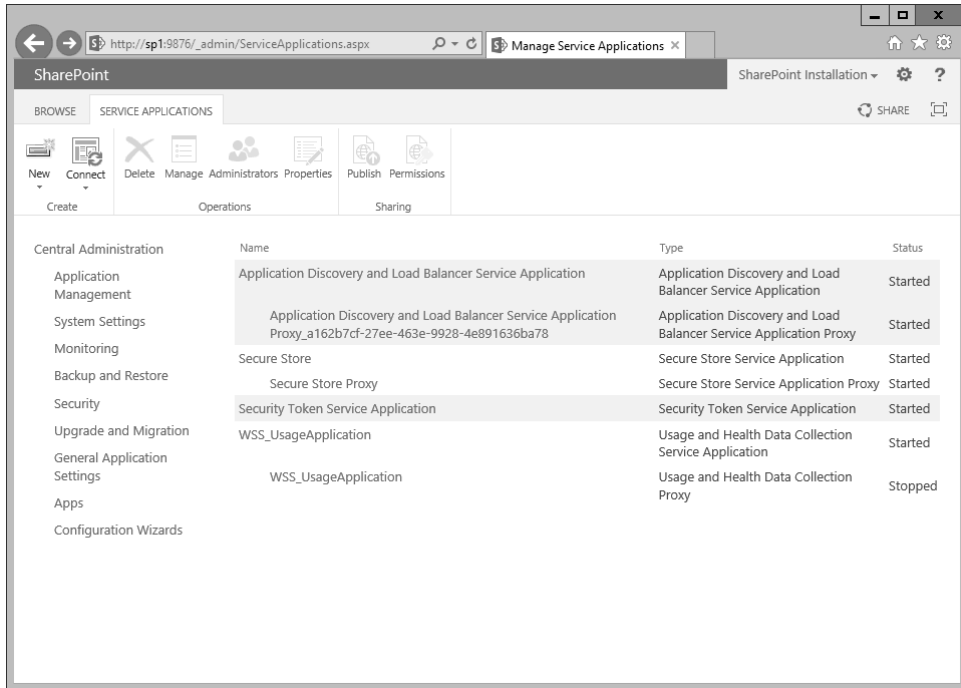 http://sp1:9876/_admin/ServiceApplications.aspx
Manage Service Applications
SharePoint
SharePoint Installation
?
BROWSE
SERVICE APPLICATIONS
SHARE
New
Connect
Delete
Manage
Administrators
Properties
Publish
Permissions
Create
Operations
Sharing
Central Administration
Application
Management
System Settings
Monitoring
Backup and Restore
Security
Upgrade and Migration
General Application
Settings
Apps
Configuration Wizards
Name
Type
Status
Application Discovery and Load Balancer Service Application
Application Discovery and Load
Balancer Service Application
Started
Application Discovery and Load Balancer Service Application
Proxy_a162b7cf-27ee-463e-9928-4e891636ba78
Application Discovery and Load
Balancer Service Application Proxy
Started
Secure Store
Secure Store Service Application
Started
Secure Store Proxy
Secure Store Service Application Proxy
Started
Security Token Service Application
Security Token Service Application
Started
WSS_UsageApplication
Usage and Health Data Collection
Service Application
Started
WSS_UsageApplication
Usage and Health Data Collection
Proxy
Stopped